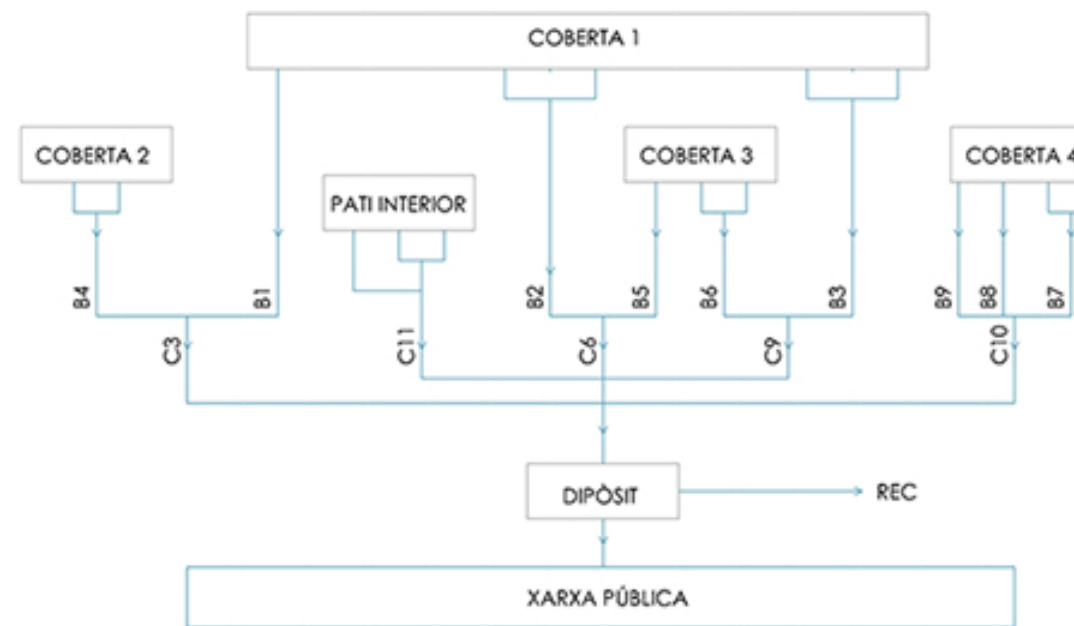 COBERTA 1
COBERTA 2
COBERTA 3
COBERTA 4
PATI INTERIOR
B4
B1
B2
B5
B6
B3
B9
B8
B7
C3
C11
C6
C9
C10
DIPÒSIT
REC
XARXA PÚBLICA